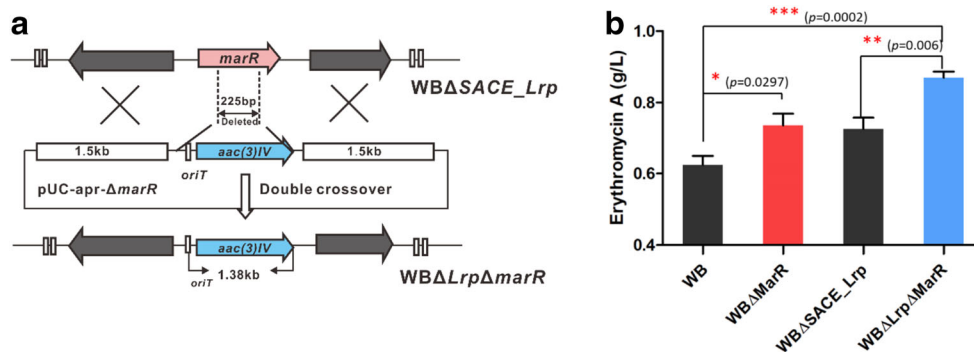 a
marR
WBΔSACE_Lrp
225bp
Deleted
1.5kb
aac(3)IV
1.5kb
oriT
pUC-apr-ΔmarR
Double crossover
aac(3)IV
oriT
1.38kb
WBΔLrpΔmarR
b
*** (p=0.0002)
** (p=0.006)
* (p=0.0297)
Erythromycin A (g/L)
1.0
0.8
0.6
0.4
WB
WBΔMarR
WBΔSACE_Lrp
WBΔLrpΔMarR